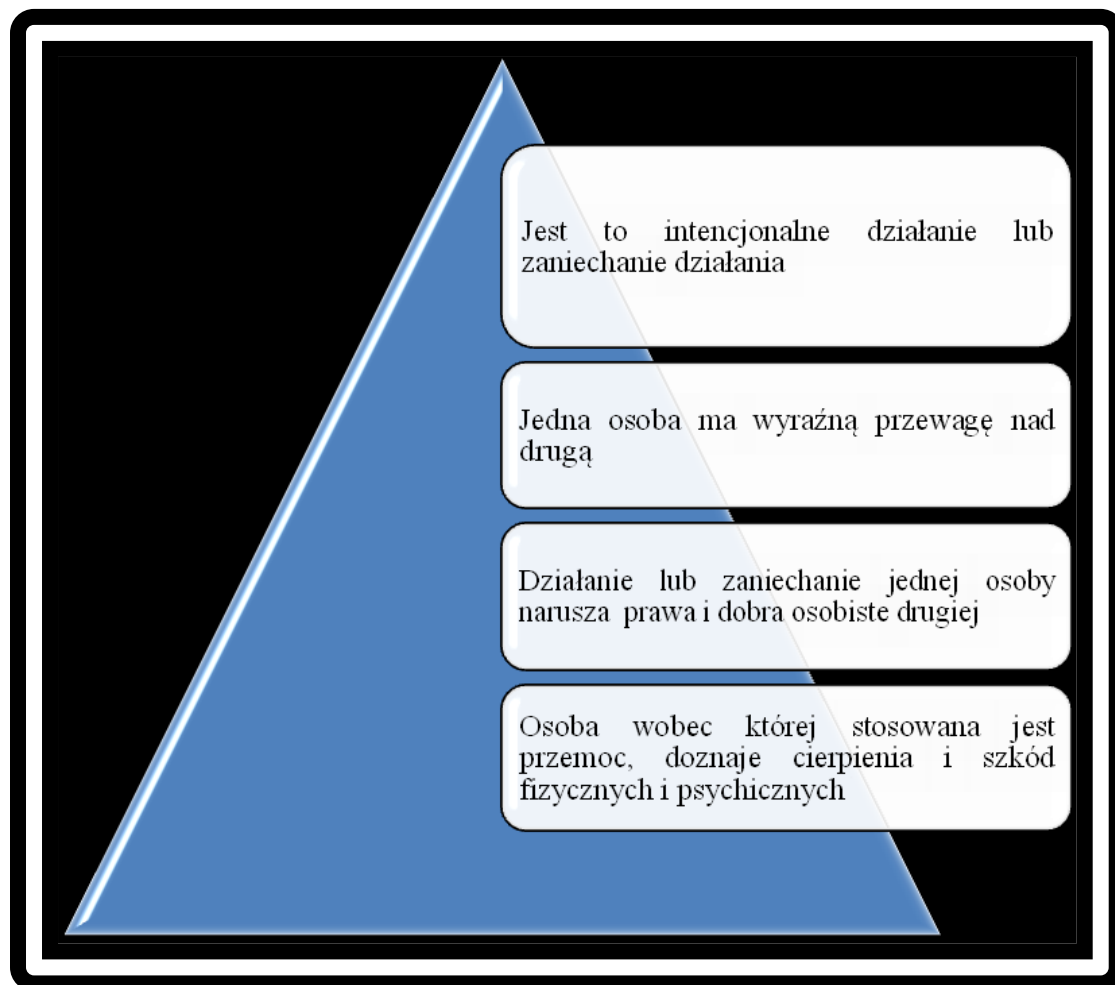 Jest to intencjonalne działanie lub
zaniechanie działania
Jedna osoba ma wyraźną przewagę nad
drugą
Działanie lub zaniechanie jednej osoby
narusza prawa i dobra osobiste drugiej
Osoba wobec której stosowana jest
przemoc, doznaje cierpienia i szkód
fizycznych i psychicznych